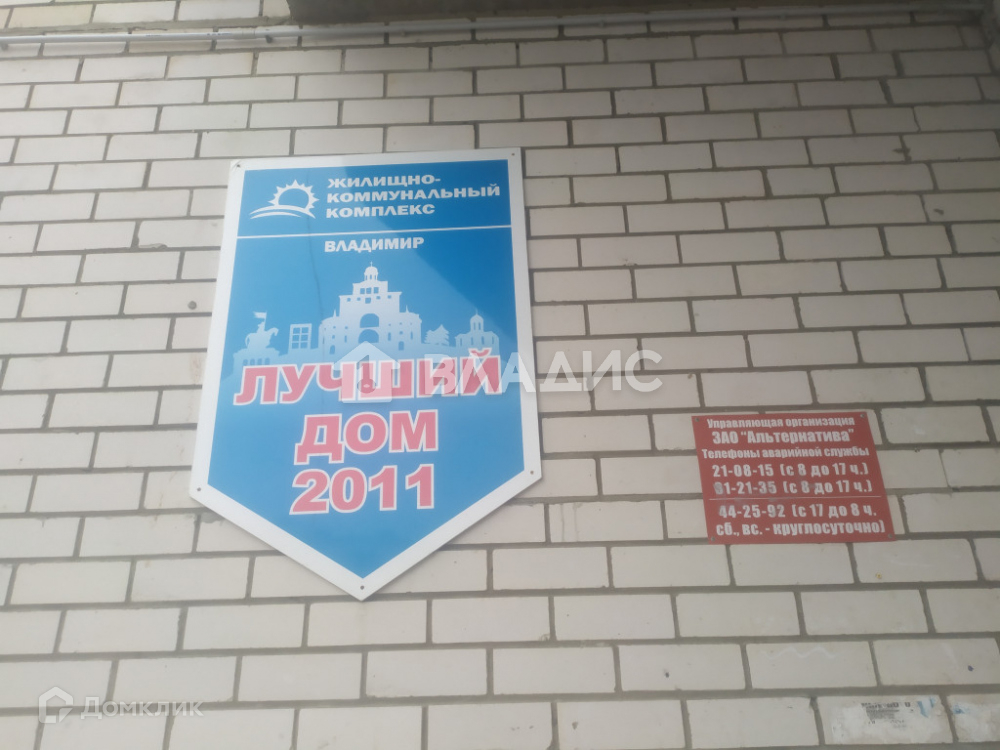 ЖИЛИЩНО-
КОММУНАЛЬНЫЙ
КОМПЛЕКС
ВЛАДИМИР
ЛУЧШИЙ
ДОМ
2011
ВЛАДИС
Управляющая организация
ЗАО "Альтернатива"
Телефоны аварийной службы
21-08-15 (с 8 до 17 ч.)
31-21-35 (с 8 до 17 ч.)
44-25-92 (с 17 до 8 ч.
сб., вс. - круглосуточно)
Домклик